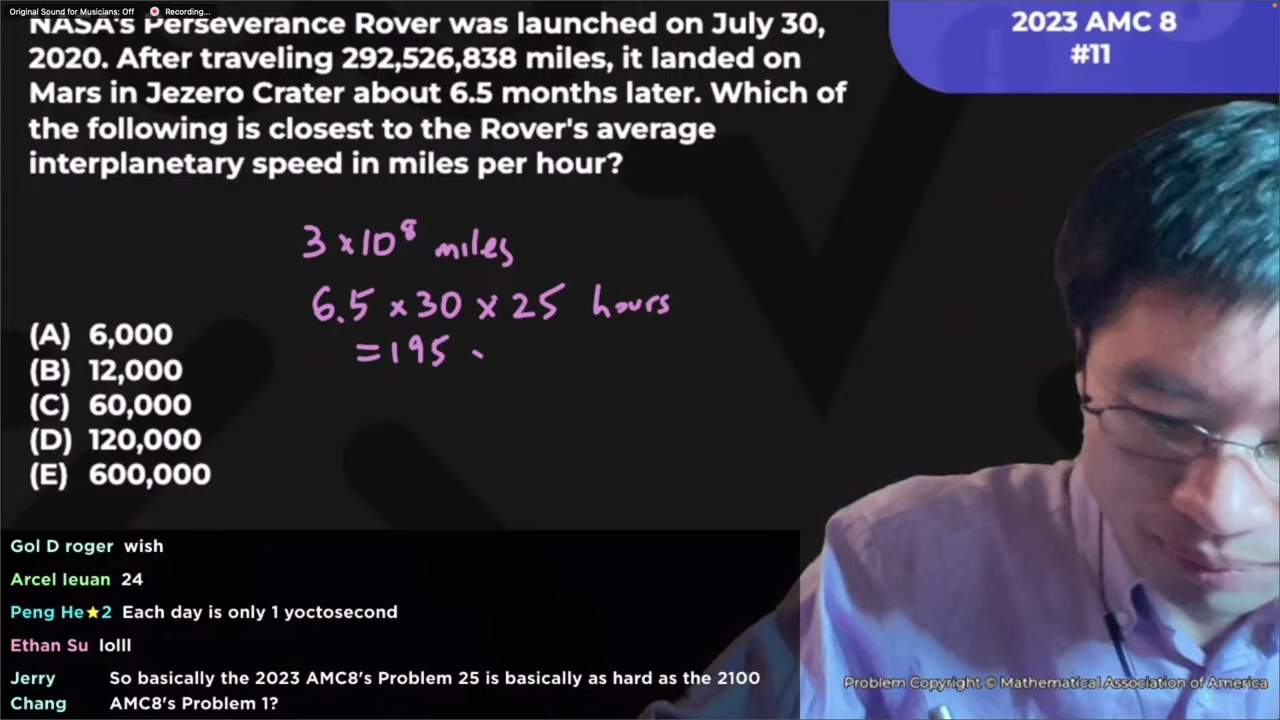 Original Sound for Musicians: Off Recording...
NASA's Perseverance Rover was launched on July 30,
2020. After traveling 292,526,838 miles, it landed on
Mars in Jezero Crater about 6.5 months later. Which of
the following is closest to the Rover's average
interplanetary speed in miles per hour?
2023 AMC 8
#11
3 × 10⁸ miles
6.5 × 30 × 25 hours
= 195
(A) 6,000
(B) 12,000
(C) 60,000
(D) 120,000
(E) 600,000
Gol D roger wish
Arcel Ieuan 24
Peng He⭐2 Each day is only 1 yoctosecond
Ethan Su lolll
Jerry So basically the 2023 AMC8's Problem 25 is basically as hard as the 2100
Chang AMC8's Problem 1?
Problem Copyright © Mathematical Association of America